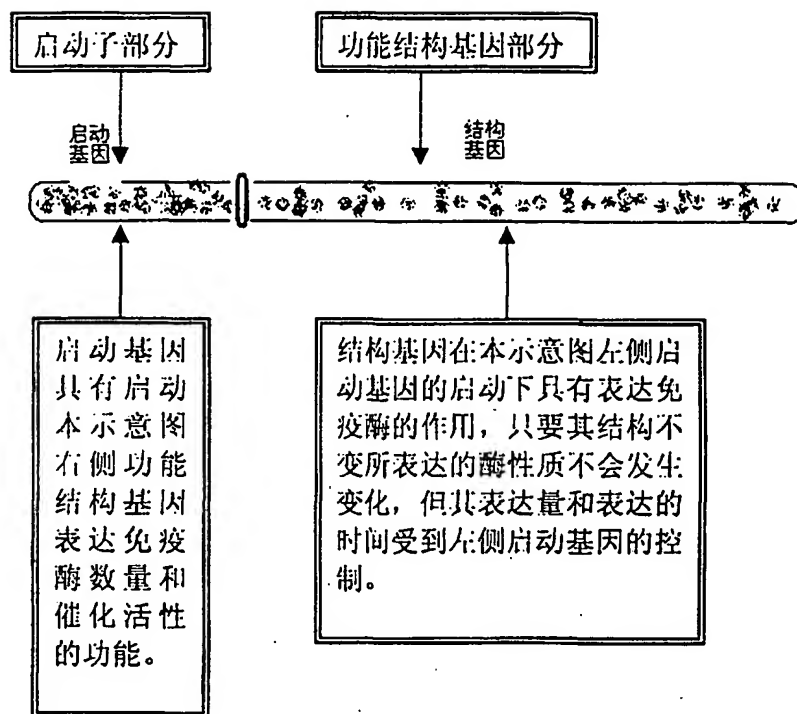 启动子部分
功能结构基因部分
启动
基因
结构
基因
启动基因
具有启动
本示意图
右侧功能
结构基因
表达免疫
酶数量和
催化活性
的功能。
结构基因在本示意图左侧启
动基因的启动下具有表达免
疫酶的作用，只要其结构不
变所表达的酶性质不会发生
变化，但其表达量和表达的
时间受到左侧启动基因的控
制。